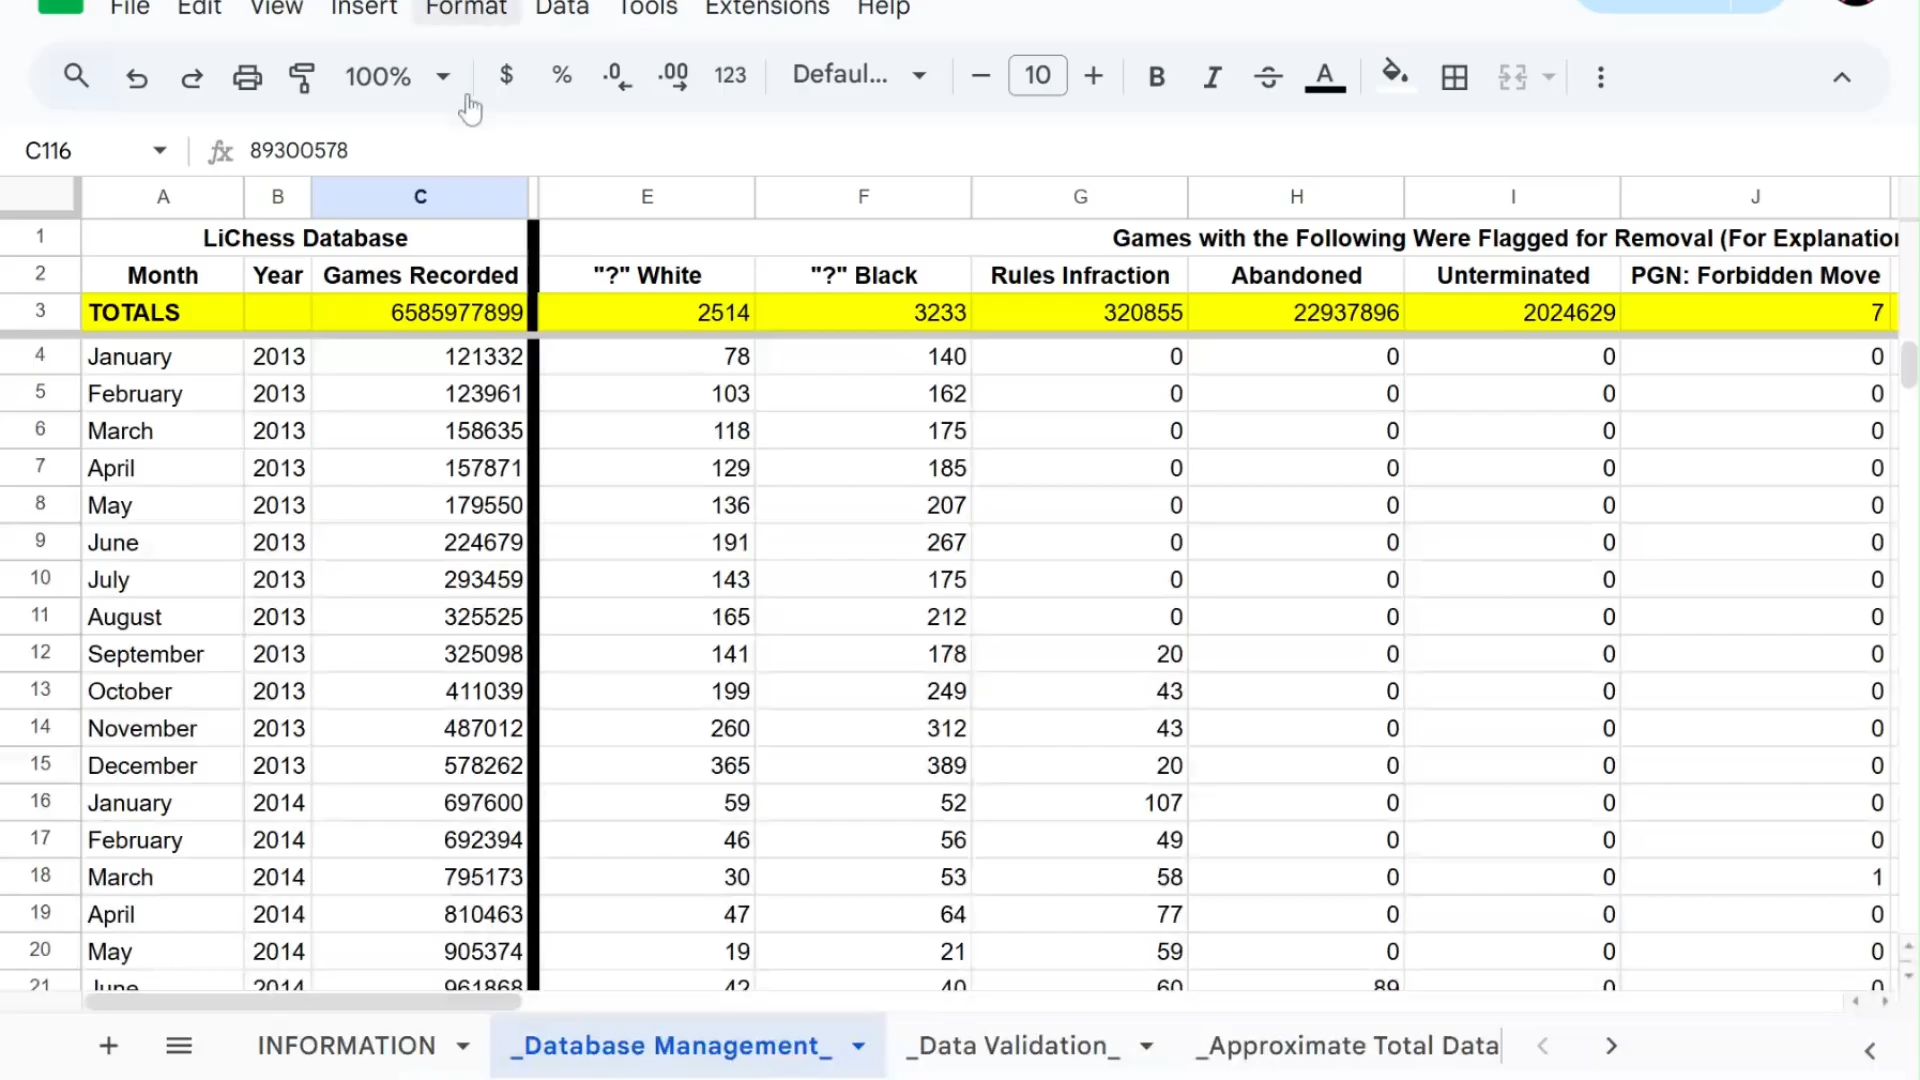 File Edit View Insert Format Data Tools Extensions Help
100% $ % .0 .00 123 Defaul... 10 B I A
C116 fx 89300578
A B C E F G H I J
1 LiChess Database Games with the Following Were Flagged for Removal (For Explanation
2 Month Year Games Recorded "?" White "?" Black Rules Infraction Abandoned Unterminated PGN: Forbidden Move
3 TOTALS 6585977899 2514 3233 320855 22937896 2024629 7
4 January 2013 121332 78 140 0 0 0 0
5 February 2013 123961 103 162 0 0 0 0
6 March 2013 158635 118 175 0 0 0 0
7 April 2013 157871 129 185 0 0 0 0
8 May 2013 179550 136 207 0 0 0 0
9 June 2013 224679 191 267 0 0 0 0
10 July 2013 293459 143 175 0 0 0 0
11 August 2013 325525 165 212 0 0 0 0
12 September 2013 325098 141 178 20 0 0 0
13 October 2013 411039 199 249 43 0 0 0
14 November 2013 487012 260 312 43 0 0 0
15 December 2013 578262 365 389 20 0 0 0
16 January 2014 697600 59 52 107 0 0 0
17 February 2014 692394 46 56 49 0 0 0
18 March 2014 795173 30 53 58 0 0 1
19 April 2014 810463 47 64 77 0 0 0
20 May 2014 905374 19 21 59 0 0 0
21 June 2014 961868 42 40 60 89 0 0
INFORMATION _Database Management_ _Data Validation_ _Approximate Total Data